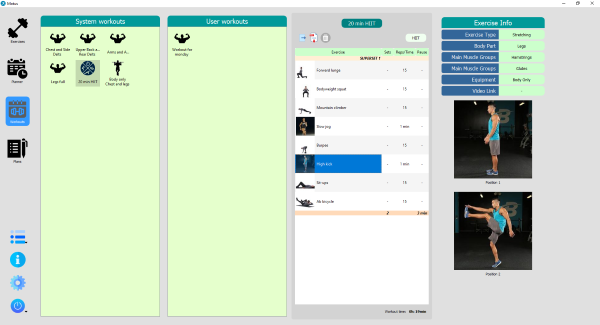 Fitness
Exercises
Planner
Workouts
Plans
System workouts
Chest and Side Delts
Upper Back a... Rear Delts
Arms and A...
Legs Full
20 min HIIT
Body only Chest and legs
User workouts
Workout for monday
20 min HIIT
HIIT
Exercise Sets Reps/Time Pause
SUPERSET 1
Forward lunge - 15 -
Bodyweight squat - 15 -
Mountain climber - 15 -
Slow jog - 1 min -
Burpee - 15 -
High kick - 1 min -
Sit-ups - 15 -
Ab bicycle - 15 -
2 2 min
Workout time: 0h : 19min
Exercise Info
Exercise Type Stretching
Body Part Legs
Main Muscle Groups Hamstrings
Main Muscle Groups Glutes
Equipment Body Only
Video Link -
Position 1
Position 2